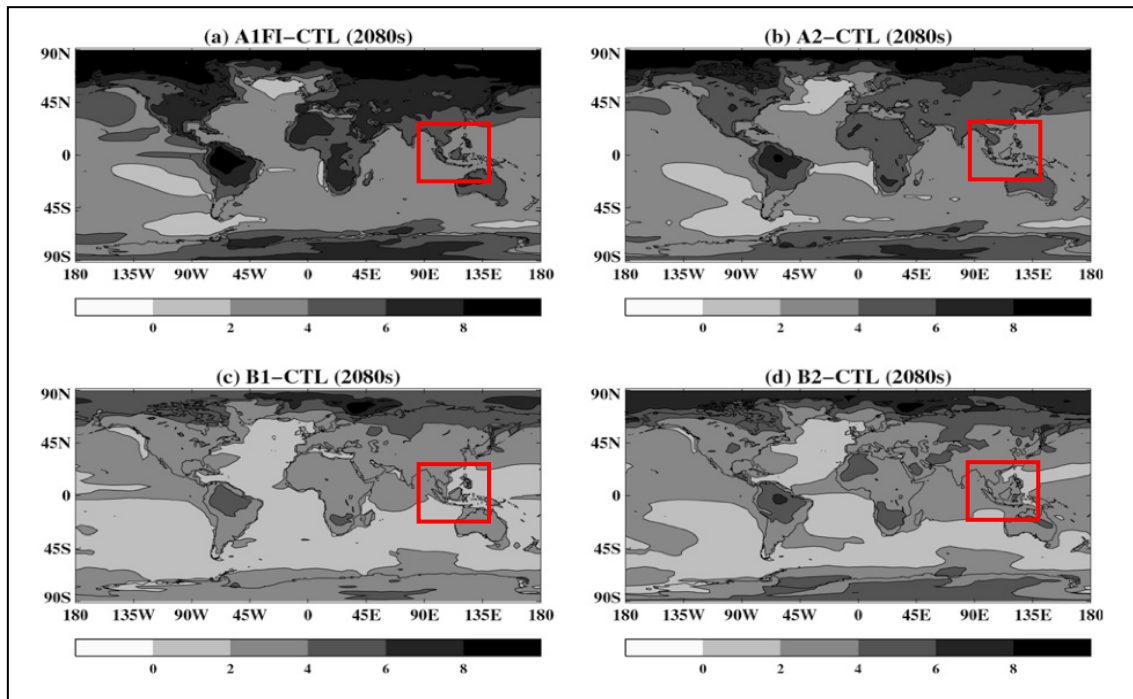 (a) A1FI−CTL (2080s)
90N
45N
0
45S
90S
180 135W 90W 45W 0 45E 90E 135E 180
0 2 4 6 8
(b) A2−CTL (2080s)
90N
45N
0
45S
90S
180 135W 90W 45W 0 45E 90E 135E 180
0 2 4 6 8
(c) B1−CTL (2080s)
90N
45N
0
45S
90S
180 135W 90W 45W 0 45E 90E 135E 180
0 2 4 6 8
(d) B2−CTL (2080s)
90N
45N
0
45S
90S
180 135W 90W 45W 0 45E 90E 135E 180
0 2 4 6 8